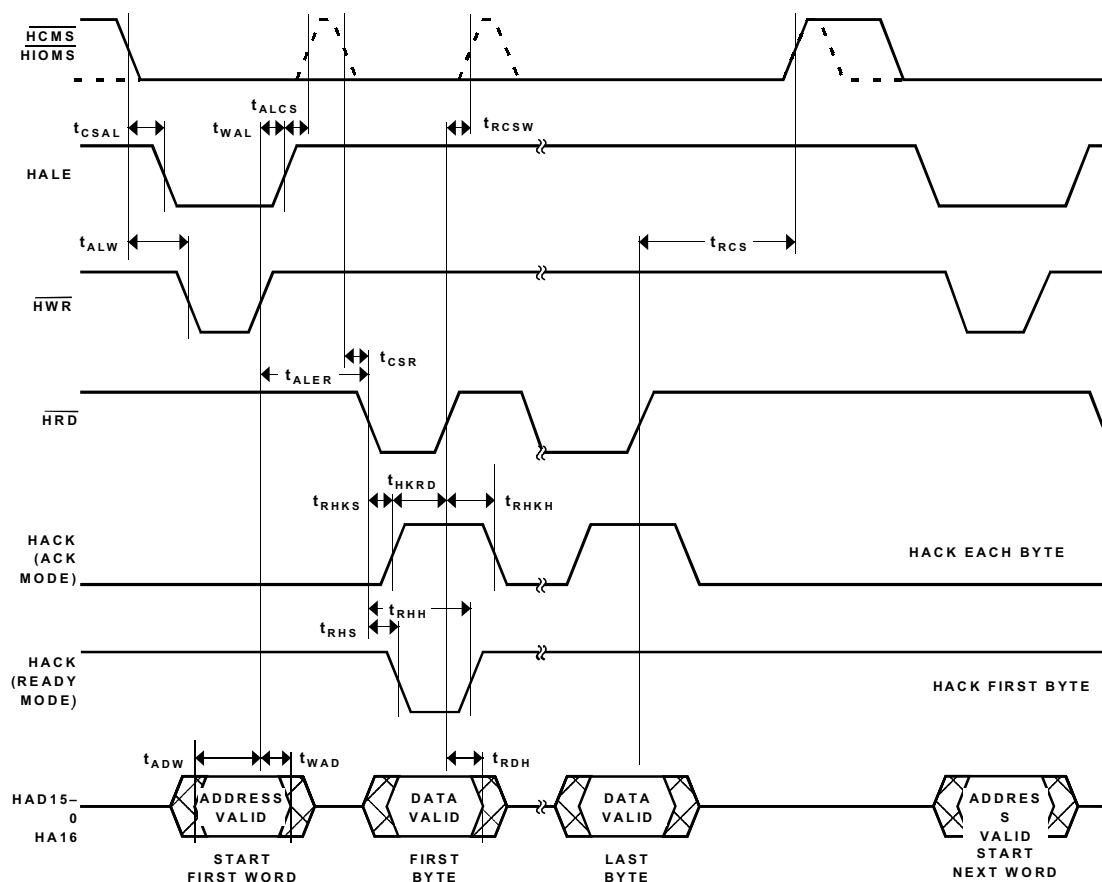 HCMS
HIOMS
tALCS
tCSAL
tWAL
tRCSW
HALE
tALW
tRCS
HWR
tCSR
tALER
HRD
tHKRD
tRHKS
tRHKH
HACK
(ACK
MODE)
HACK EACH BYTE
tRHH
tRHS
HACK
(READY
MODE)
HACK FIRST BYTE
tADW
tWAD
tRDH
HAD15–
0
HA16
ADDRESS
VALID
DATA
VALID
DATA
VALID
ADDRES
S
VALID
START
NEXT WORD
START
FIRST WORD
FIRST
BYTE
LAST
BYTE